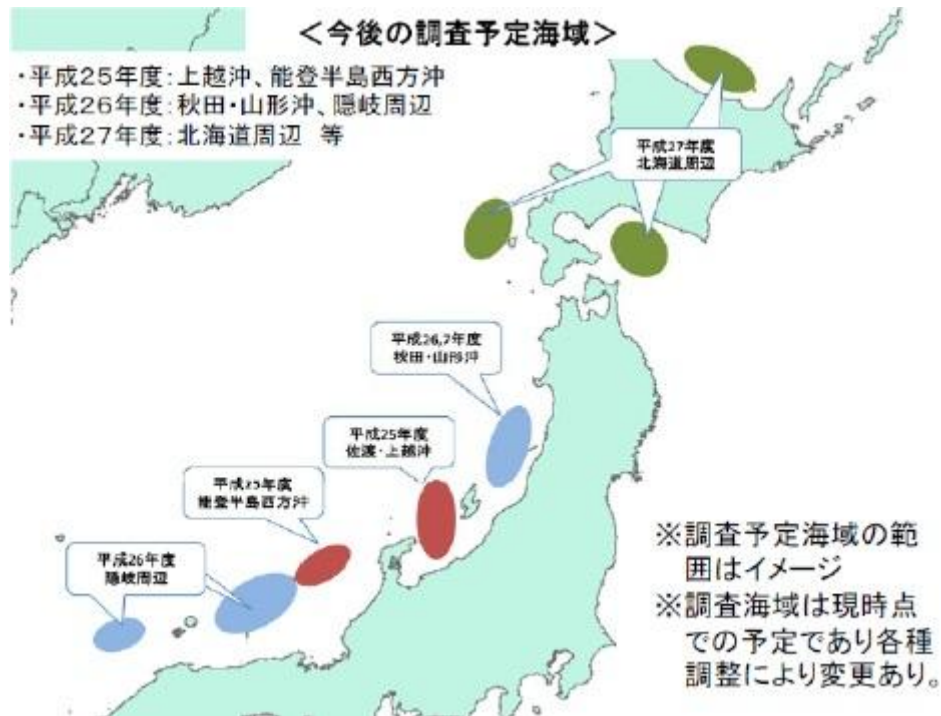 ＜今後の調査予定海域＞
・平成25年度：上越沖、能登半島西方沖
・平成26年度：秋田・山形沖、隠岐周辺
・平成27年度：北海道周辺　等
平成27年度
北海道周辺
平成26,7年度
秋田・山形沖
平成25年度
佐渡・上越沖
平成25年度
能登半島西方沖
平成26年度
隠岐周辺
※調査予定海域の範
囲はイメージ
※調査海域は現時点
での予定であり各種
調整により変更あり。